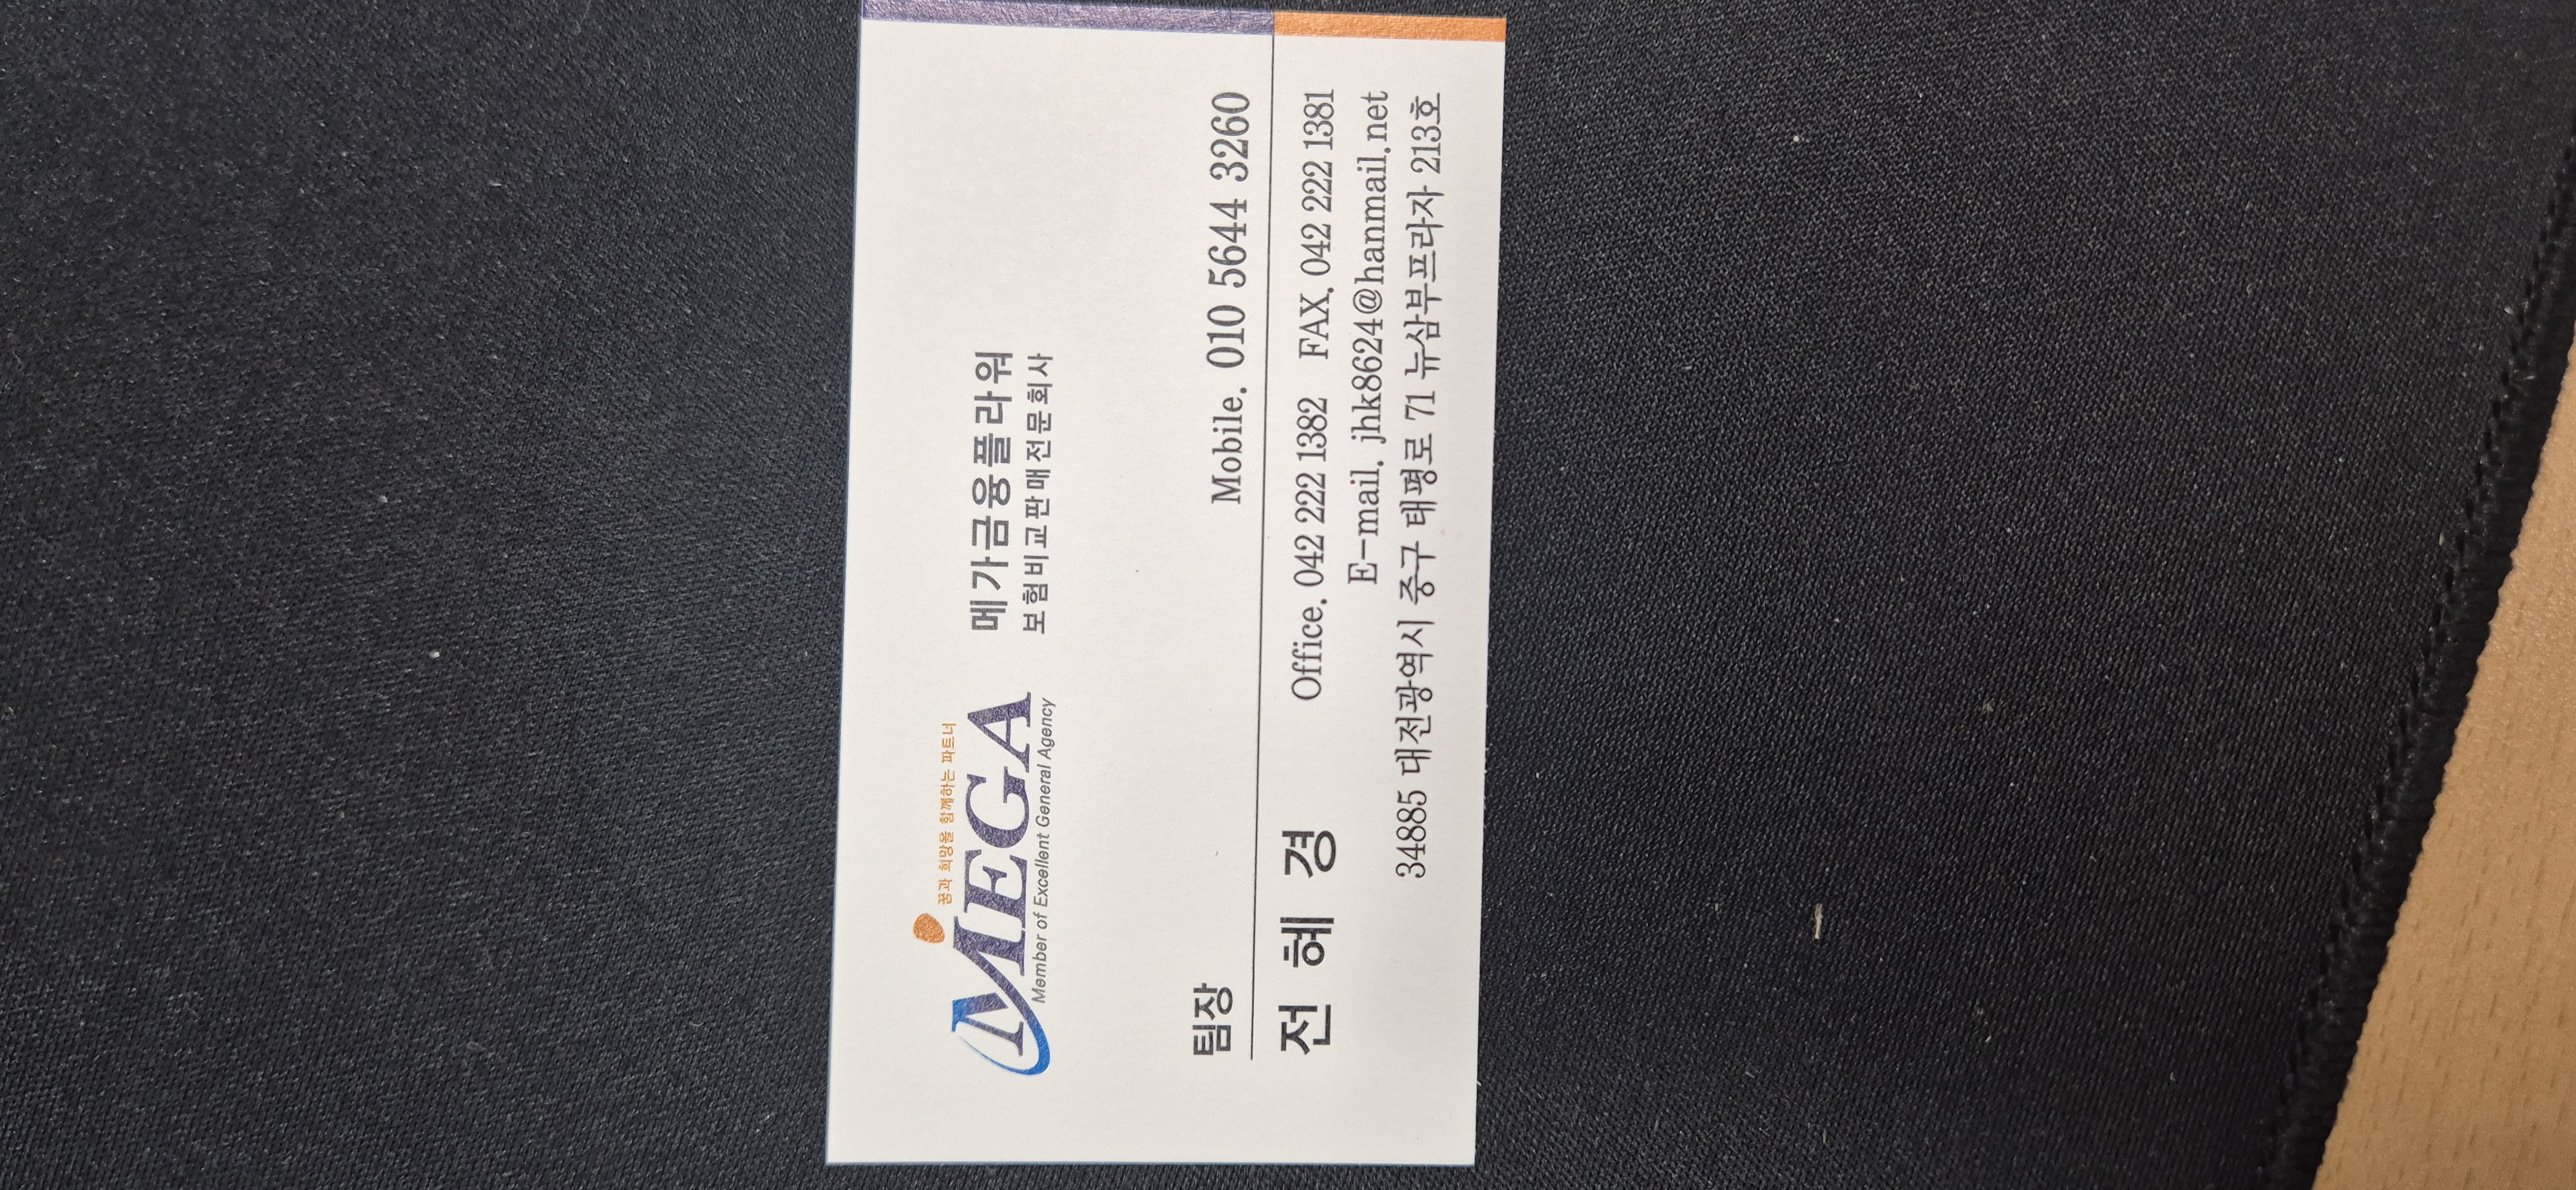 꿈과 희망을 함께하는 파트너
MEGA
Member of Excellent General Agency
메가금융플라워
보험비교판매전문회사
팀장
Mobile. 010 5644 3260
전 혜 경
Office. 042 222 1382 FAX. 042 222 1381
E-mail. jhk8624@hanmail.net
34885 대전광역시 중구 태평로 71 뉴삼부프라자 213호